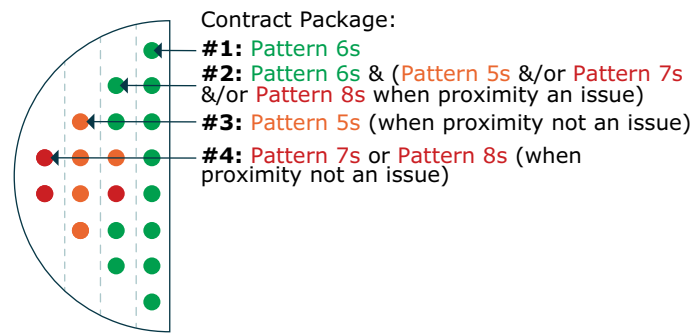 Contract Package:
#1: Pattern 6s
#2: Pattern 6s & (Pattern 5s &/or Pattern 7s
&/or Pattern 8s when proximity an issue)
#3: Pattern 5s (when proximity not an issue)
#4: Pattern 7s or Pattern 8s (when
proximity not an issue)